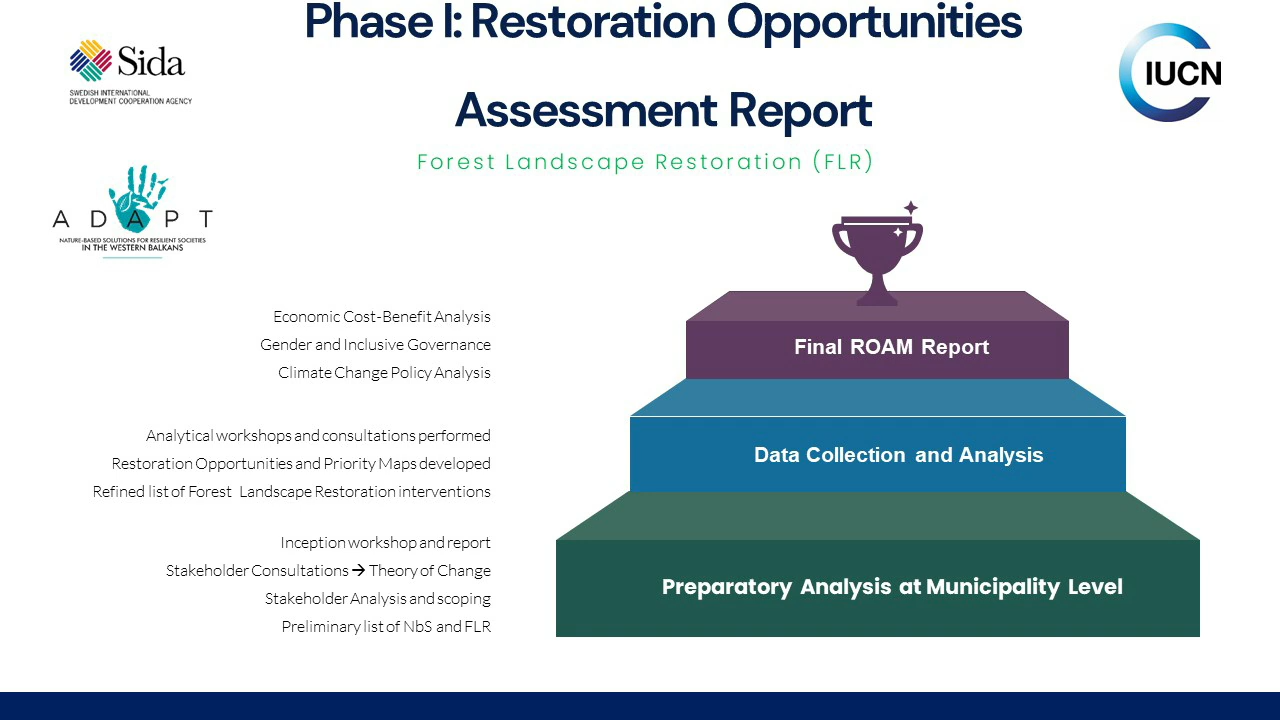 Phase I: Restoration Opportunities
Assessment Report
Forest Landscape Restoration (FLR)
Sida
SWEDISH INTERNATIONAL
DEVELOPMENT COOPERATION AGENCY
IUCN
ADAPT
NATURE-BASED SOLUTIONS FOR RESILIENT SOCIETIES
IN THE WESTERN BALKANS
Economic Cost-Benefit Analysis
Gender and Inclusive Governance
Climate Change Policy Analysis
Final ROAM Report
Analytical workshops and consultations performed
Restoration Opportunities and Priority Maps developed
Refined list of Forest Landscape Restoration interventions
Data Collection and Analysis
Inception workshop and report
Stakeholder Consultations → Theory of Change
Stakeholder Analysis and scoping
Preliminary list of NbS and FLR
Preparatory Analysis at Municipality Level